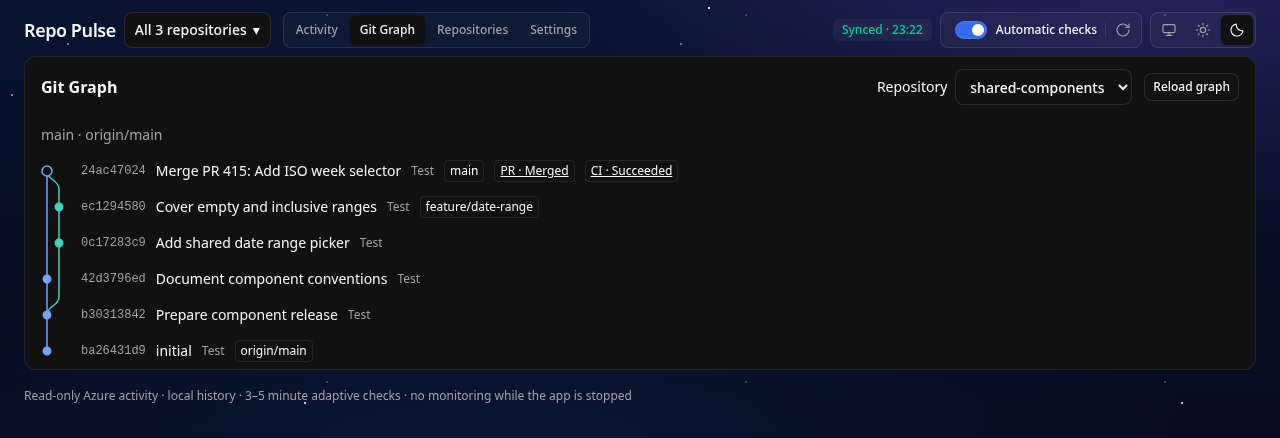 Repo Pulse All 3 repositories ▾ Activity Git Graph Repositories Settings Synced · 23:22 Automatic checks
Git Graph Repository shared-components Reload graph
main · origin/main
24ac47024 Merge PR 415: Add ISO week selector Test main PR · Merged CI · Succeeded
ec1294580 Cover empty and inclusive ranges Test feature/date-range
0c17283c9 Add shared date range picker Test
42d3796ed Document component conventions Test
b30313842 Prepare component release Test
ba26431d9 initial Test origin/main
Read-only Azure activity · local history · 3–5 minute adaptive checks · no monitoring while the app is stopped